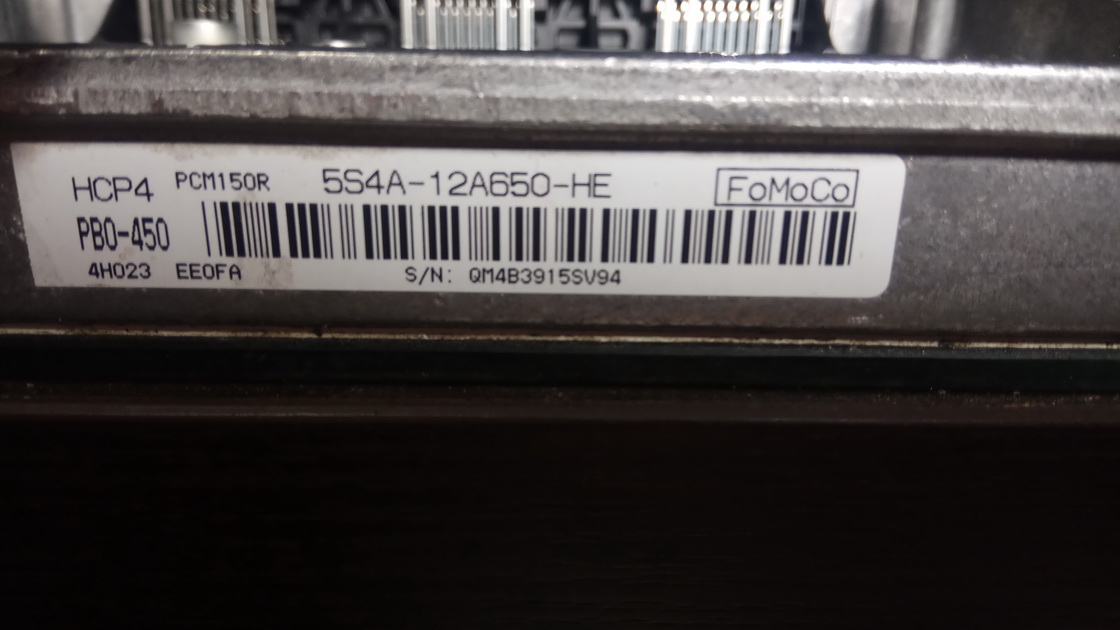 HCP4 PCM150R 5S4A-12A650-HE FoMoCo
PB0-450
4H023 EE0FA S/N: QM4B3915SV94